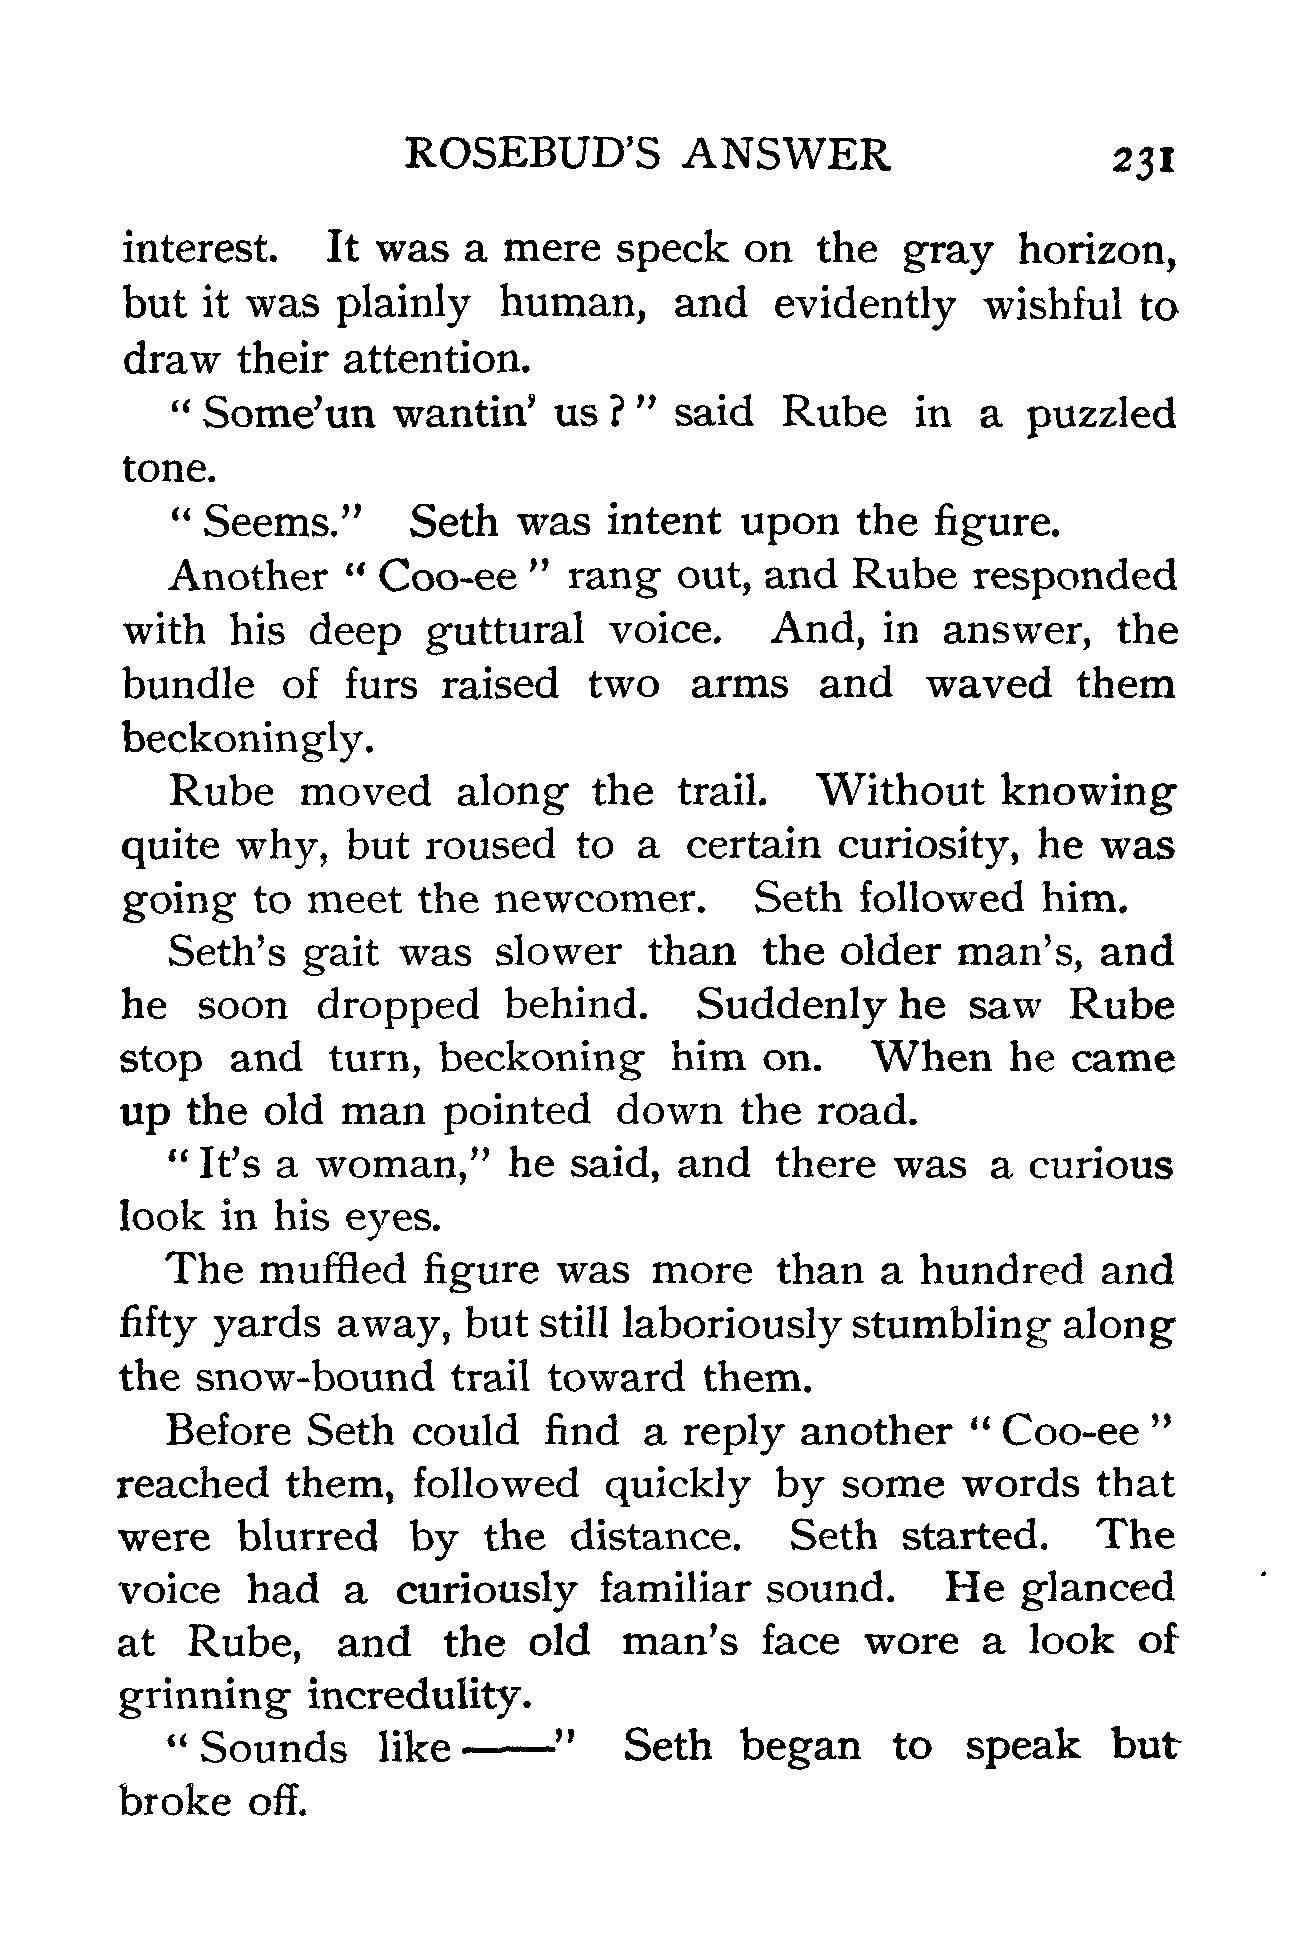 ROSEBUD'S ANSWER 231
interest. It was a mere speck on the gray horizon,
but it was plainly human, and evidently wishful to
draw their attention.
“ Some’un wantin’ us ? ” said Rube in a puzzled
tone.
“ Seems.” Seth was intent upon the figure.
Another “ Coo-ee ” rang out, and Rube responded
with his deep guttural voice. And, in answer, the
bundle of furs raised two arms and waved them
beckoningly.
Rube moved along the trail. Without knowing
quite why, but roused to a certain curiosity, he was
going to meet the newcomer. Seth followed him.
Seth’s gait was slower than the older man’s, and
he soon dropped behind. Suddenly he saw Rube
stop and turn, beckoning him on. When he came
up the old man pointed down the road.
“ It’s a woman,” he said, and there was a curious
look in his eyes.
The muffled figure was more than a hundred and
fifty yards away, but still laboriously stumbling along
the snow-bound trail toward them.
Before Seth could find a reply another “ Coo-ee ”
reached them, followed quickly by some words that
were blurred by the distance. Seth started. The
voice had a curiously familiar sound. He glanced
at Rube, and the old man’s face wore a look of
grinning incredulity.
“ Sounds like ——” Seth began to speak but
broke off.